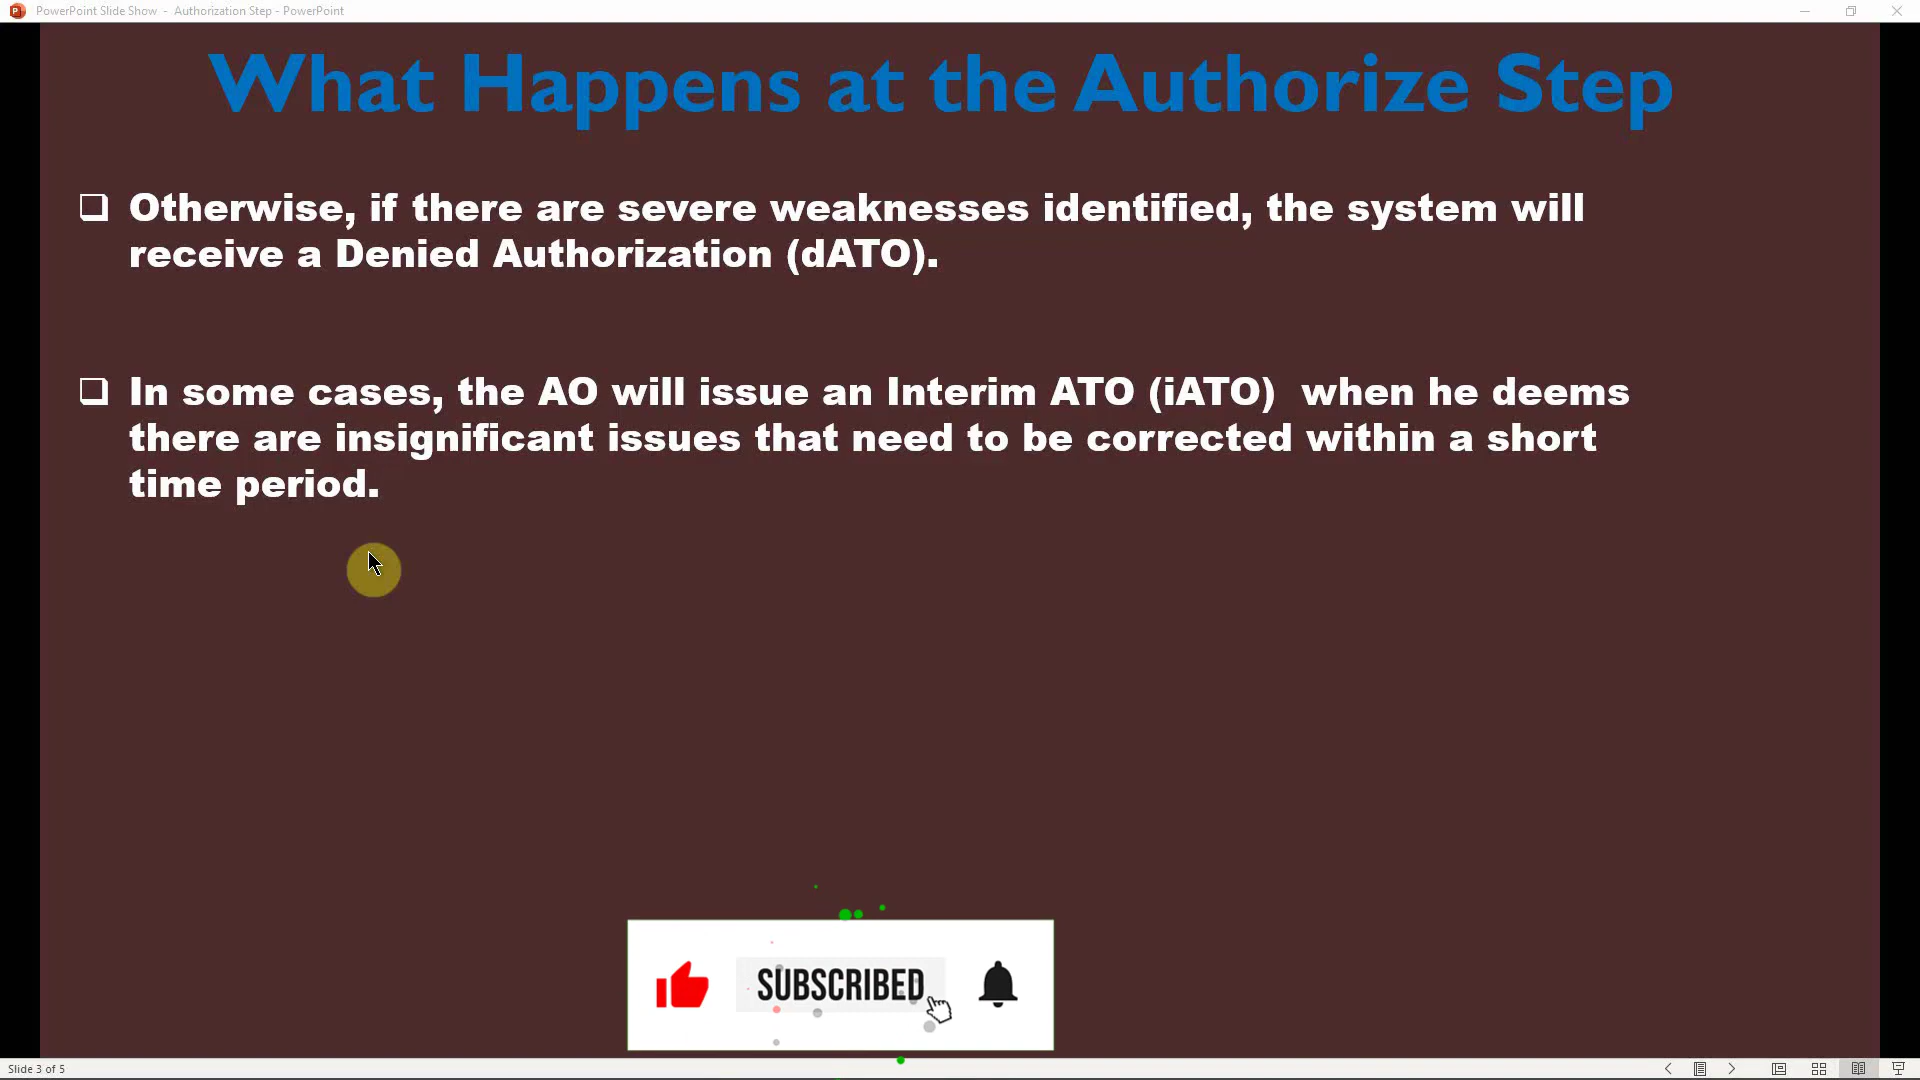 PowerPoint Slide Show - Authorization Step - PowerPoint
What Happens at the Authorize Step
Otherwise, if there are severe weaknesses identified, the system will
receive a Denied Authorization (dATO).
In some cases, the AO will issue an Interim ATO (iATO) when he deems
there are insignificant issues that need to be corrected within a short
time period.
SUBSCRIBED
Slide 3 of 5